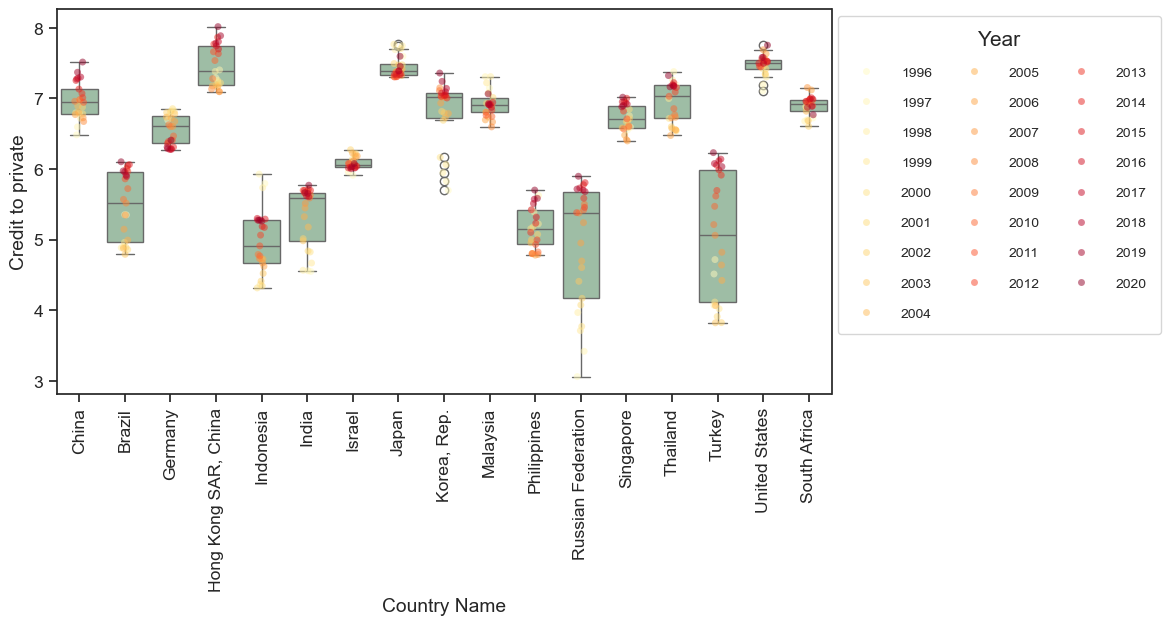 8
7
6
5
4
3
Credit to private
China
Brazil
Germany
Hong Kong SAR, China
Indonesia
India
Israel
Japan
Korea, Rep.
Malaysia
Philippines
Russian Federation
Singapore
Thailand
Turkey
United States
South Africa
Country Name
Year
1996
1997
1998
1999
2000
2001
2002
2003
2004
2005
2006
2007
2008
2009
2010
2011
2012
2013
2014
2015
2016
2017
2018
2019
2020